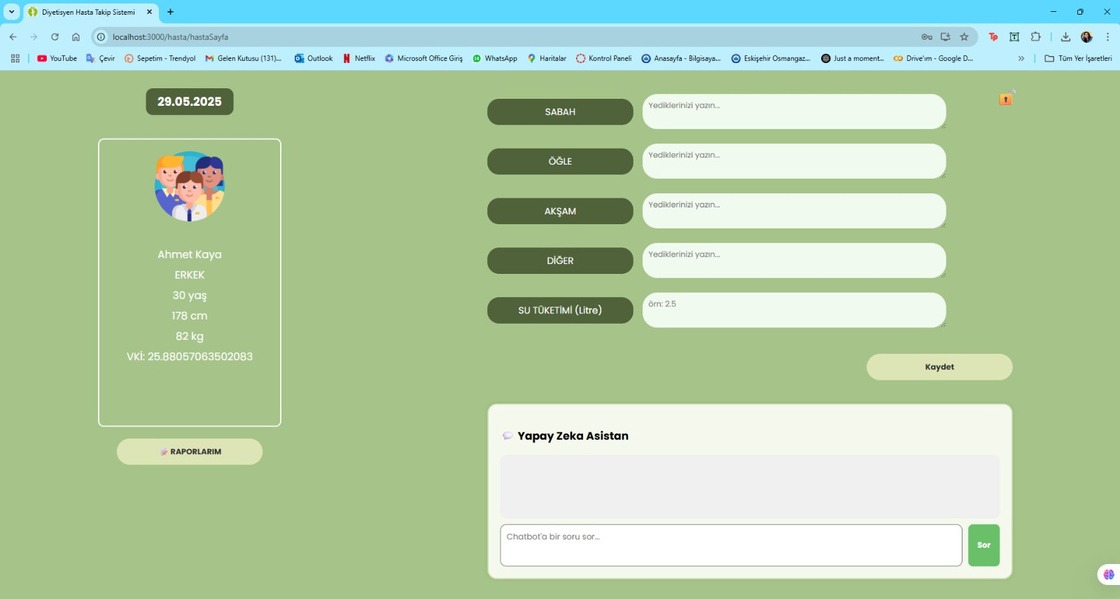 Diyetisyen Hasta Takip Sistemi
localhost:3000/hasta/hastaSayfa
YouTube
Çevir
Sepetim - Trendyol
Gelen Kutusu (131)...
Outlook
Netflix
Microsoft Office Giriş
WhatsApp
Haritalar
Kontrol Paneli
Anasayfa - Bilgisaya...
Eskişehir Osmangaz...
Just a moment...
Drive'ım - Google D...
»
Tüm Yer İşaretleri
29.05.2025
Ahmet Kaya
ERKEK
30 yaş
178 cm
82 kg
VKİ: 25.88057063502083
RAPORLARIM
SABAH
Yediklerinizi yazın...
ÖĞLE
Yediklerinizi yazın...
AKŞAM
Yediklerinizi yazın...
DİĞER
Yediklerinizi yazın...
SU TÜKETİMİ (Litre)
örn: 2.5
Kaydet
Yapay Zeka Asistan
Chatbot'a bir soru sor...
Sor